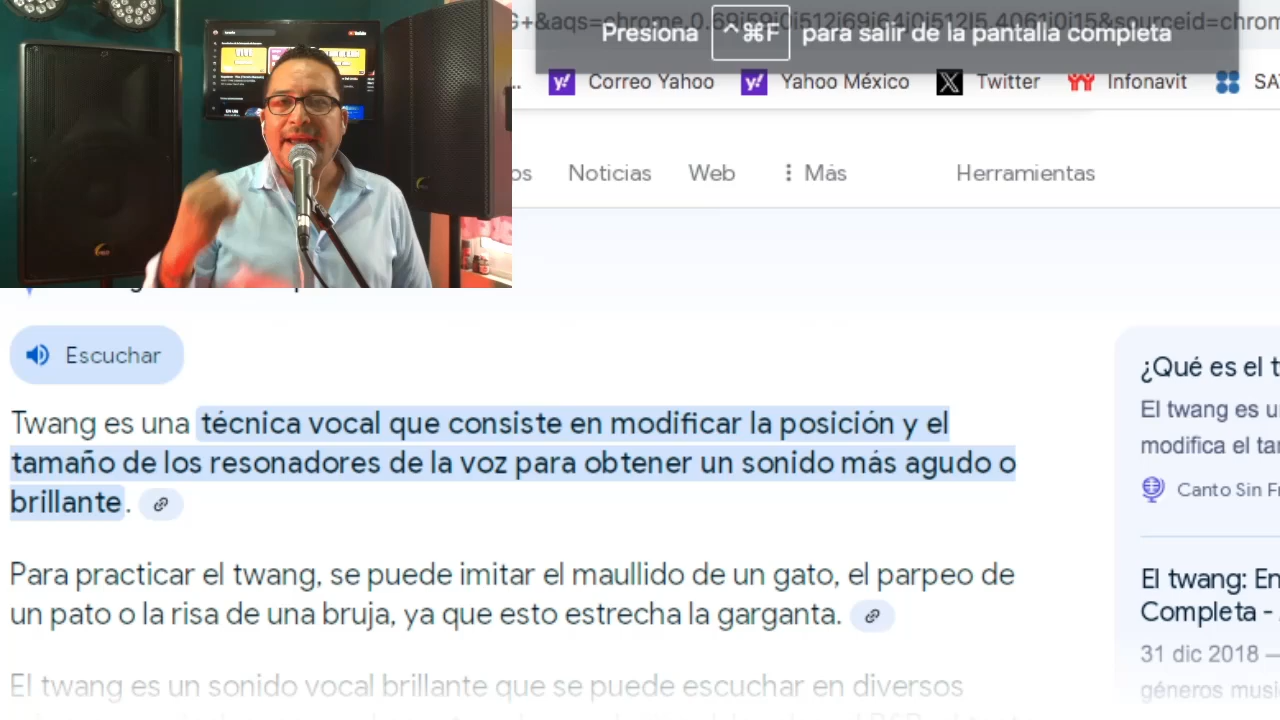 Presiona ^⌘F para salir de la pantalla completa
Correo Yahoo
Yahoo México
Twitter
Infonavit
Noticias
Web
Más
Herramientas
Escuchar
Twang es una técnica vocal que consiste en modificar la posición y el
tamaño de los resonadores de la voz para obtener un sonido más agudo o
brillante.
Para practicar el twang, se puede imitar el maullido de un gato, el parpeo de
un pato o la risa de una bruja, ya que esto estrecha la garganta.
El twang es un sonido vocal brillante que se puede escuchar en diversos
¿Qué es el t
El twang es u
modifica el ta
Canto Sin F
El twang: En
Completa -
31 dic 2018 —
géneros music